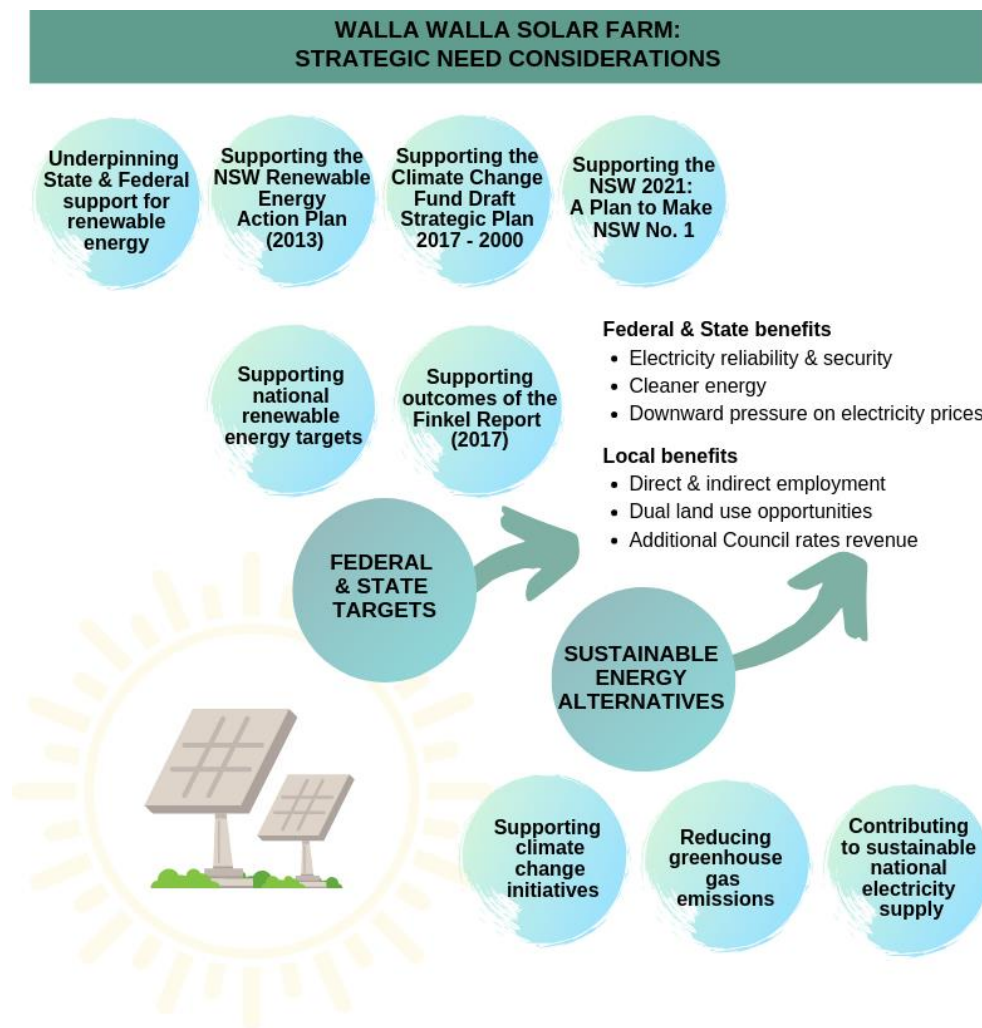 WALLA WALLA SOLAR FARM:
STRATEGIC NEED CONSIDERATIONS
Underpinning
State & Federal
support for
renewable
energy
Supporting the
NSW Renewable
Energy
Action Plan
(2013)
Supporting the
Climate Change
Fund Draft
Strategic Plan
2017 - 2000
Supporting the
NSW 2021:
A Plan to Make
NSW No. 1
Supporting
national
renewable
energy targets
Supporting
outcomes of the
Finkel Report
(2017)
Federal & State benefits
• Electricity reliability & security
• Cleaner energy
• Downward pressure on electricity prices
Local benefits
• Direct & indirect employment
• Dual land use opportunities
• Additional Council rates revenue
FEDERAL
& STATE
TARGETS
SUSTAINABLE
ENERGY
ALTERNATIVES
Supporting
climate
change
initiatives
Reducing
greenhouse
gas
emissions
Contributing
to sustainable
national
electricity
supply